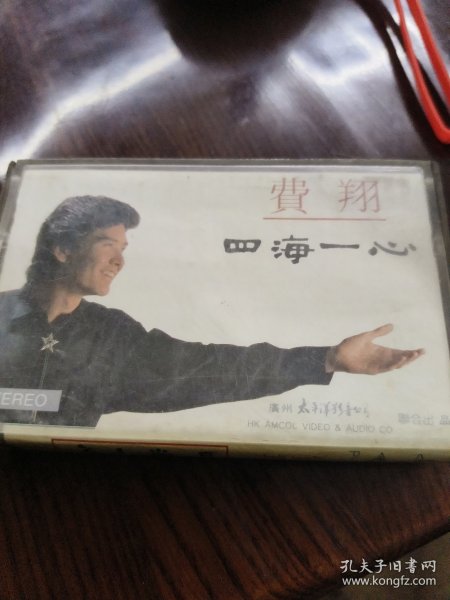 費翔
四海一心
STEREO
廣州太平洋影音公司
HK AMCOL VIDEO & AUDIO CO
聯合出品
孔夫子旧书网
www.kongfz.com